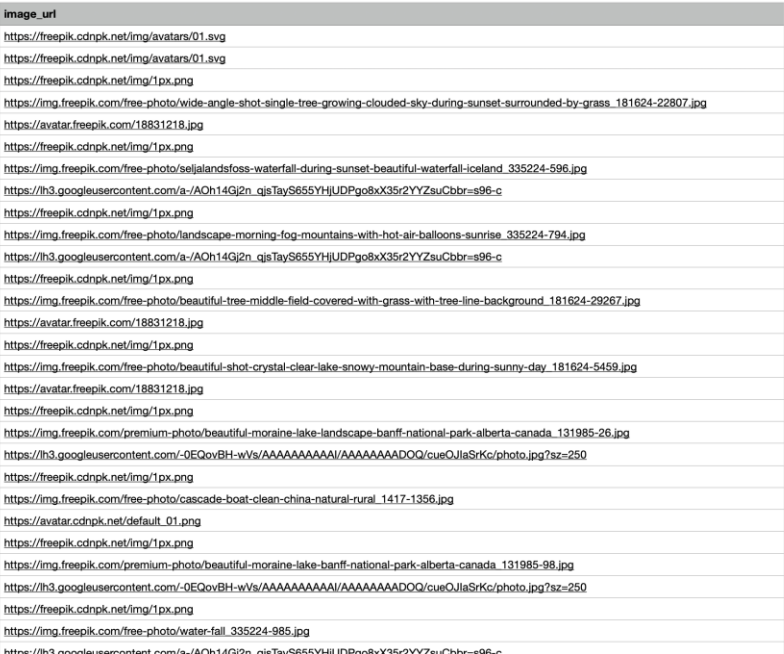 image_url
https://freepik.cdnpk.net/img/avatars/01.svg
https://freepik.cdnpk.net/img/avatars/01.svg
https://freepik.cdnpk.net/img/1px.png
https://img.freepik.com/free-photo/wide-angle-shot-single-tree-growing-clouded-sky-during-sunset-surrounded-by-grass_181624-22807.jpg
https://avatar.freepik.com/18831218.jpg
https://freepik.cdnpk.net/img/1px.png
https://img.freepik.com/free-photo/seljalandsfoss-waterfall-during-sunset-beautiful-waterfall-iceland_335224-596.jpg
https://lh3.googleusercontent.com/a-/AOh14Gj2n_qjsTayS655YHjUDPgo8xX35r2YYZsuCbbr=s96-c
https://freepik.cdnpk.net/img/1px.png
https://img.freepik.com/free-photo/landscape-morning-fog-mountains-with-hot-air-balloons-sunrise_335224-794.jpg
https://lh3.googleusercontent.com/a-/AOh14Gj2n_qjsTayS655YHjUDPgo8xX35r2YYZsuCbbr=s96-c
https://freepik.cdnpk.net/img/1px.png
https://img.freepik.com/free-photo/beautiful-tree-middle-field-covered-with-grass-with-tree-line-background_181624-29267.jpg
https://avatar.freepik.com/18831218.jpg
https://freepik.cdnpk.net/img/1px.png
https://img.freepik.com/free-photo/beautiful-shot-crystal-clear-lake-snowy-mountain-base-during-sunny-day_181624-5459.jpg
https://avatar.freepik.com/18831218.jpg
https://freepik.cdnpk.net/img/1px.png
https://img.freepik.com/premium-photo/beautiful-moraine-lake-landscape-banff-national-park-alberta-canada_131985-26.jpg
https://lh3.googleusercontent.com/-0EQovBH-wVs/AAAAAAAAAAI/AAAAAAAADOQ/cueOJIaSrKc/photo.jpg?sz=250
https://freepik.cdnpk.net/img/1px.png
https://img.freepik.com/free-photo/cascade-boat-clean-china-natural-rural_1417-1356.jpg
https://avatar.cdnpk.net/default_01.png
https://freepik.cdnpk.net/img/1px.png
https://img.freepik.com/premium-photo/beautiful-moraine-lake-banff-national-park-alberta-canada_131985-98.jpg
https://lh3.googleusercontent.com/-0EQovBH-wVs/AAAAAAAAAAI/AAAAAAAADOQ/cueOJIaSrKc/photo.jpg?sz=250
https://freepik.cdnpk.net/img/1px.png
https://img.freepik.com/free-photo/water-fall_335224-985.jpg
https://lh3.googleusercontent.com/a-/AOh14Gj2n_qjsTayS655YHjUDPgo8xX35r2YYZsuCbbr=s96-c